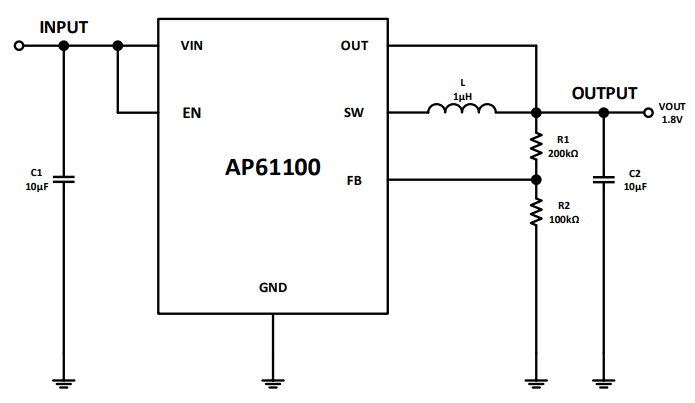 INPUT
VIN
OUT
L
1µH
OUTPUT
EN
SW
VOUT
1.8V
R1
200kΩ
AP61100
C1
10µF
FB
C2
10µF
R2
100kΩ
GND